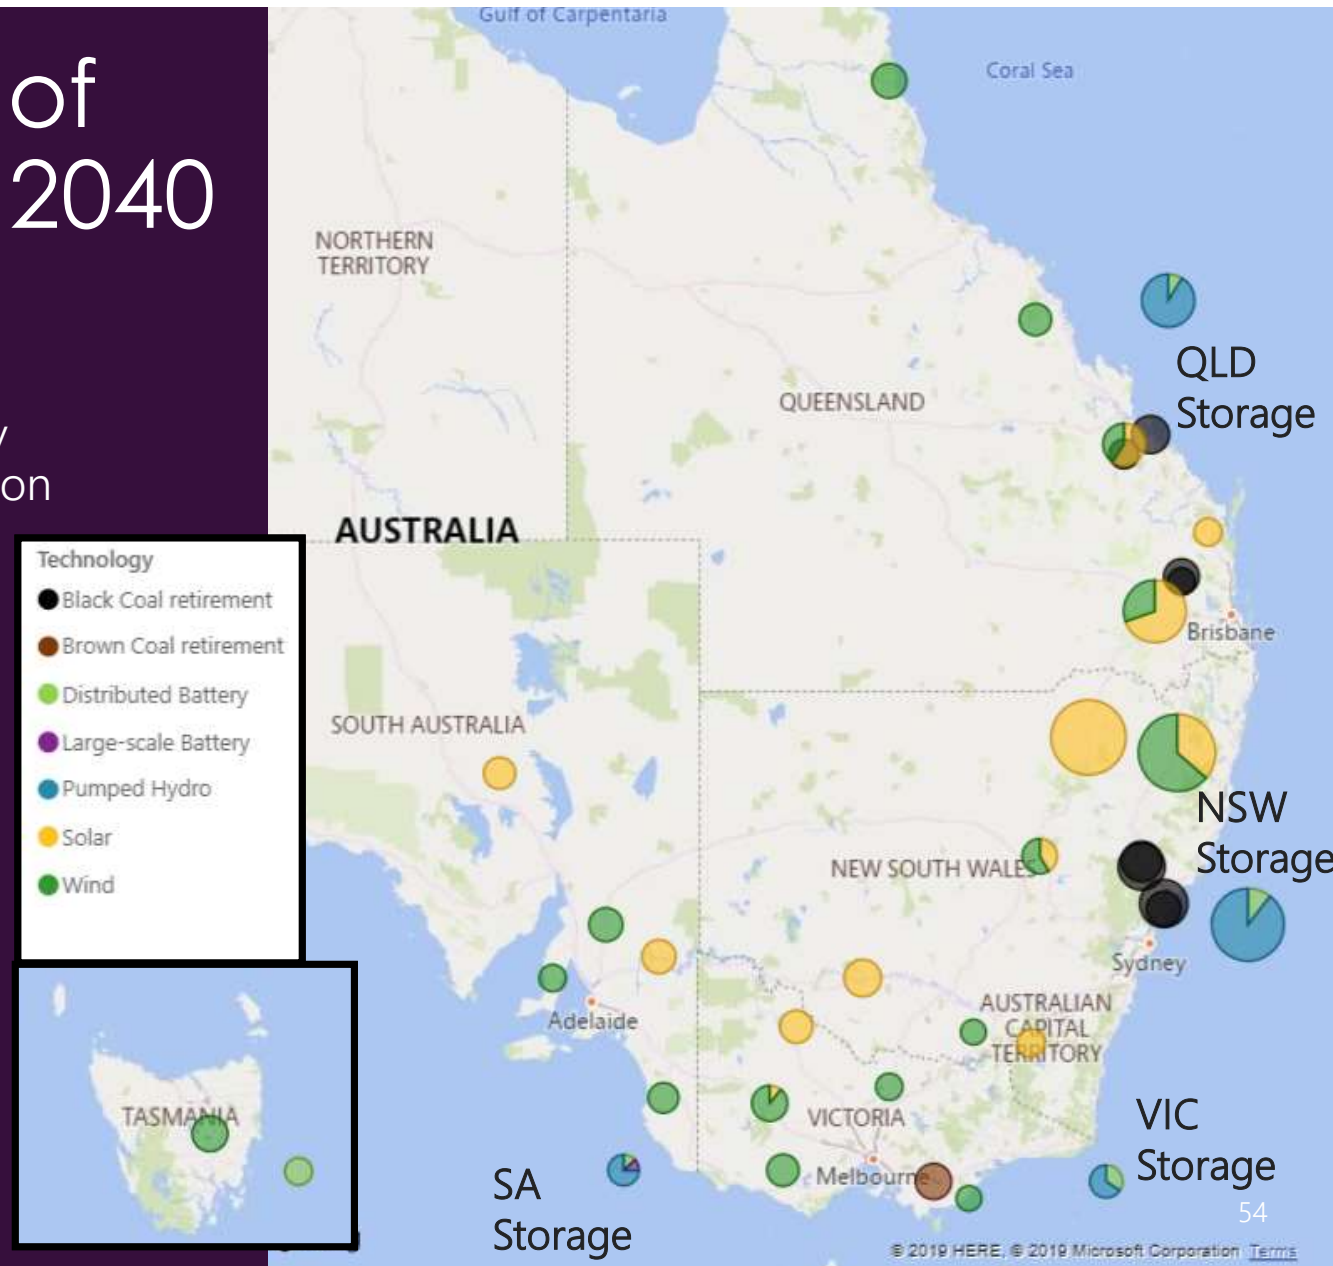 of
2040
y
on
Technology
Black Coal retirement
Brown Coal retirement
Distributed Battery
Large-scale Battery
Pumped Hydro
Solar
Wind
Gulf of Carpentaria
Coral Sea
NORTHERN
TERRITORY
QUEENSLAND
QLD
Storage
AUSTRALIA
Brisbane
SOUTH AUSTRALIA
NEW SOUTH WALES
NSW
Storage
Sydney
AUSTRALIAN
CAPITAL
TERRITORY
Adelaide
VICTORIA
Melbourne
VIC
Storage
SA
Storage
TASMANIA
54
© 2019 HERE, © 2019 Microsoft Corporation Terms